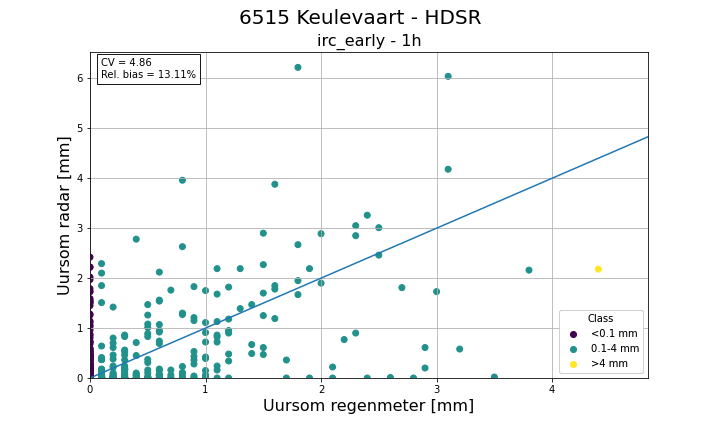 6515 Keulevaart - HDSR
irc_early - 1h
CV = 4.86
Rel. bias = 13.11%
Uursom radar [mm]
6
5
4
3
2
1
0
0
1
2
3
4
Uursom regenmeter [mm]
Class
<0.1 mm
0.1-4 mm
>4 mm